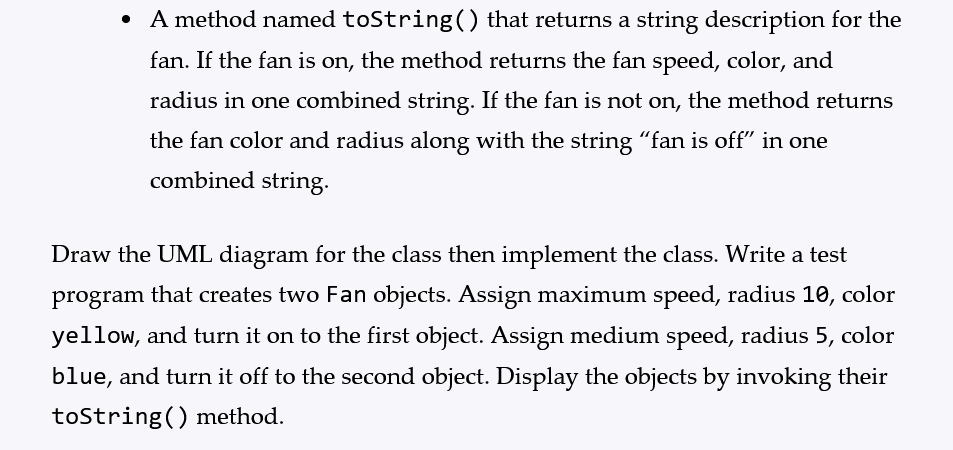 • A method named toString() that returns a string description for the
fan. If the fan is on, the method returns the fan speed, color, and
radius in one combined string. If the fan is not on, the method returns
the fan color and radius along with the string “fan is off” in one
combined string.
Draw the UML diagram for the class then implement the class. Write a test
program that creates two Fan objects. Assign maximum speed, radius 10, color
yellow, and turn it on to the first object. Assign medium speed, radius 5, color
blue, and turn it off to the second object. Display the objects by invoking their
toString() method.